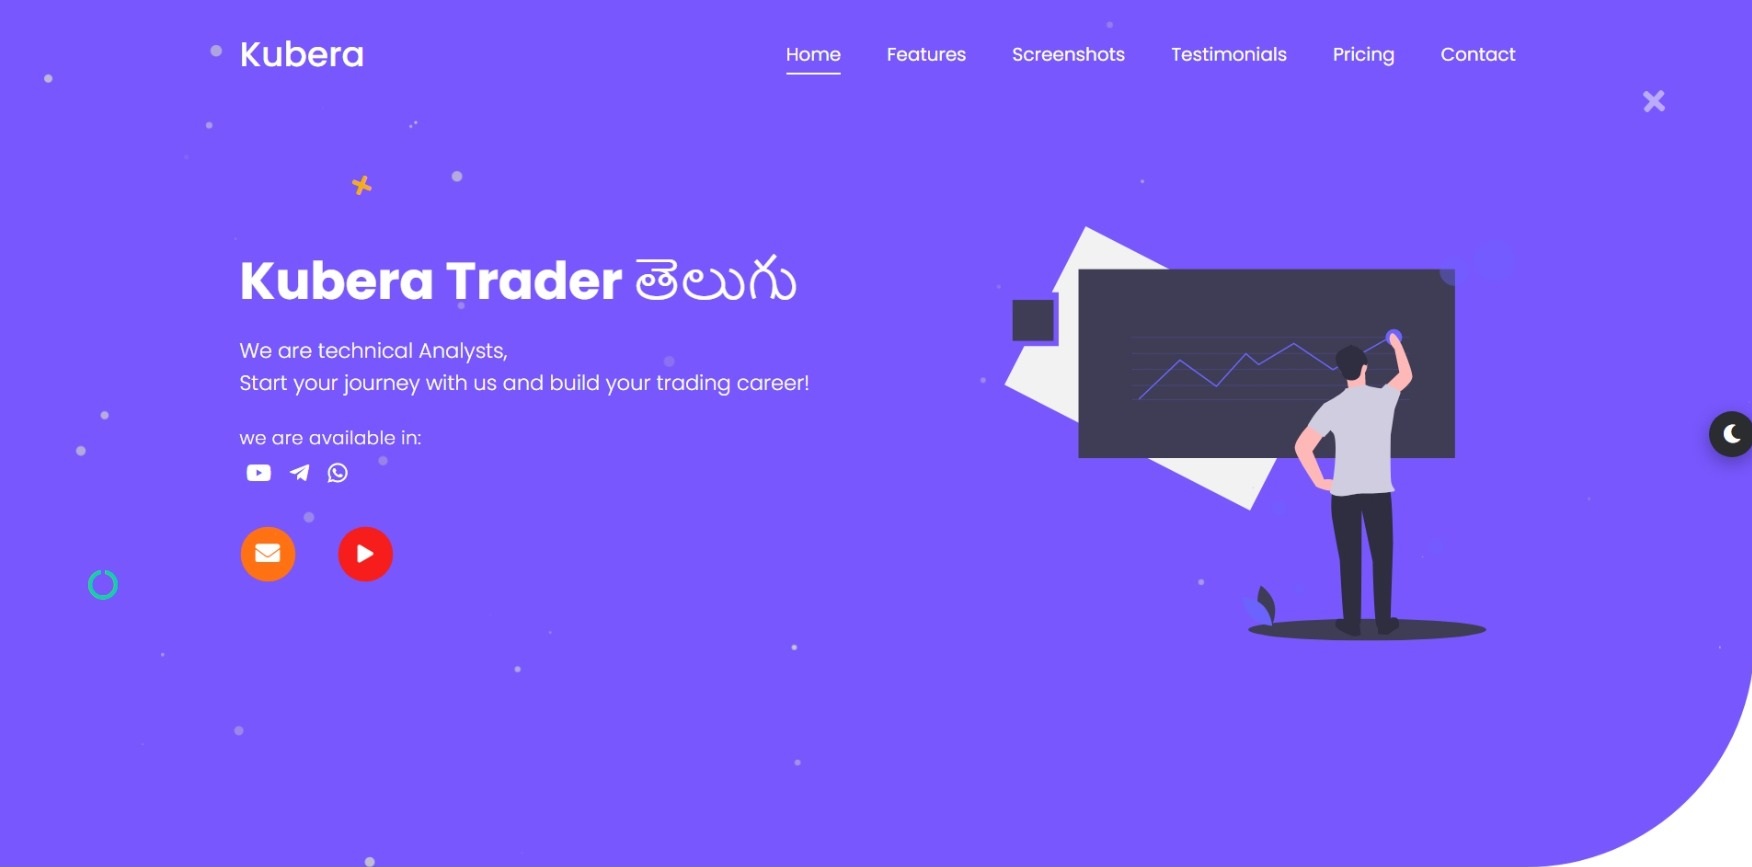 Kubera
Home Features Screenshots Testimonials Pricing Contact
Kubera Trader తెలుగు
We are technical Analysts,
Start your journey with us and build your trading career!
we are available in: